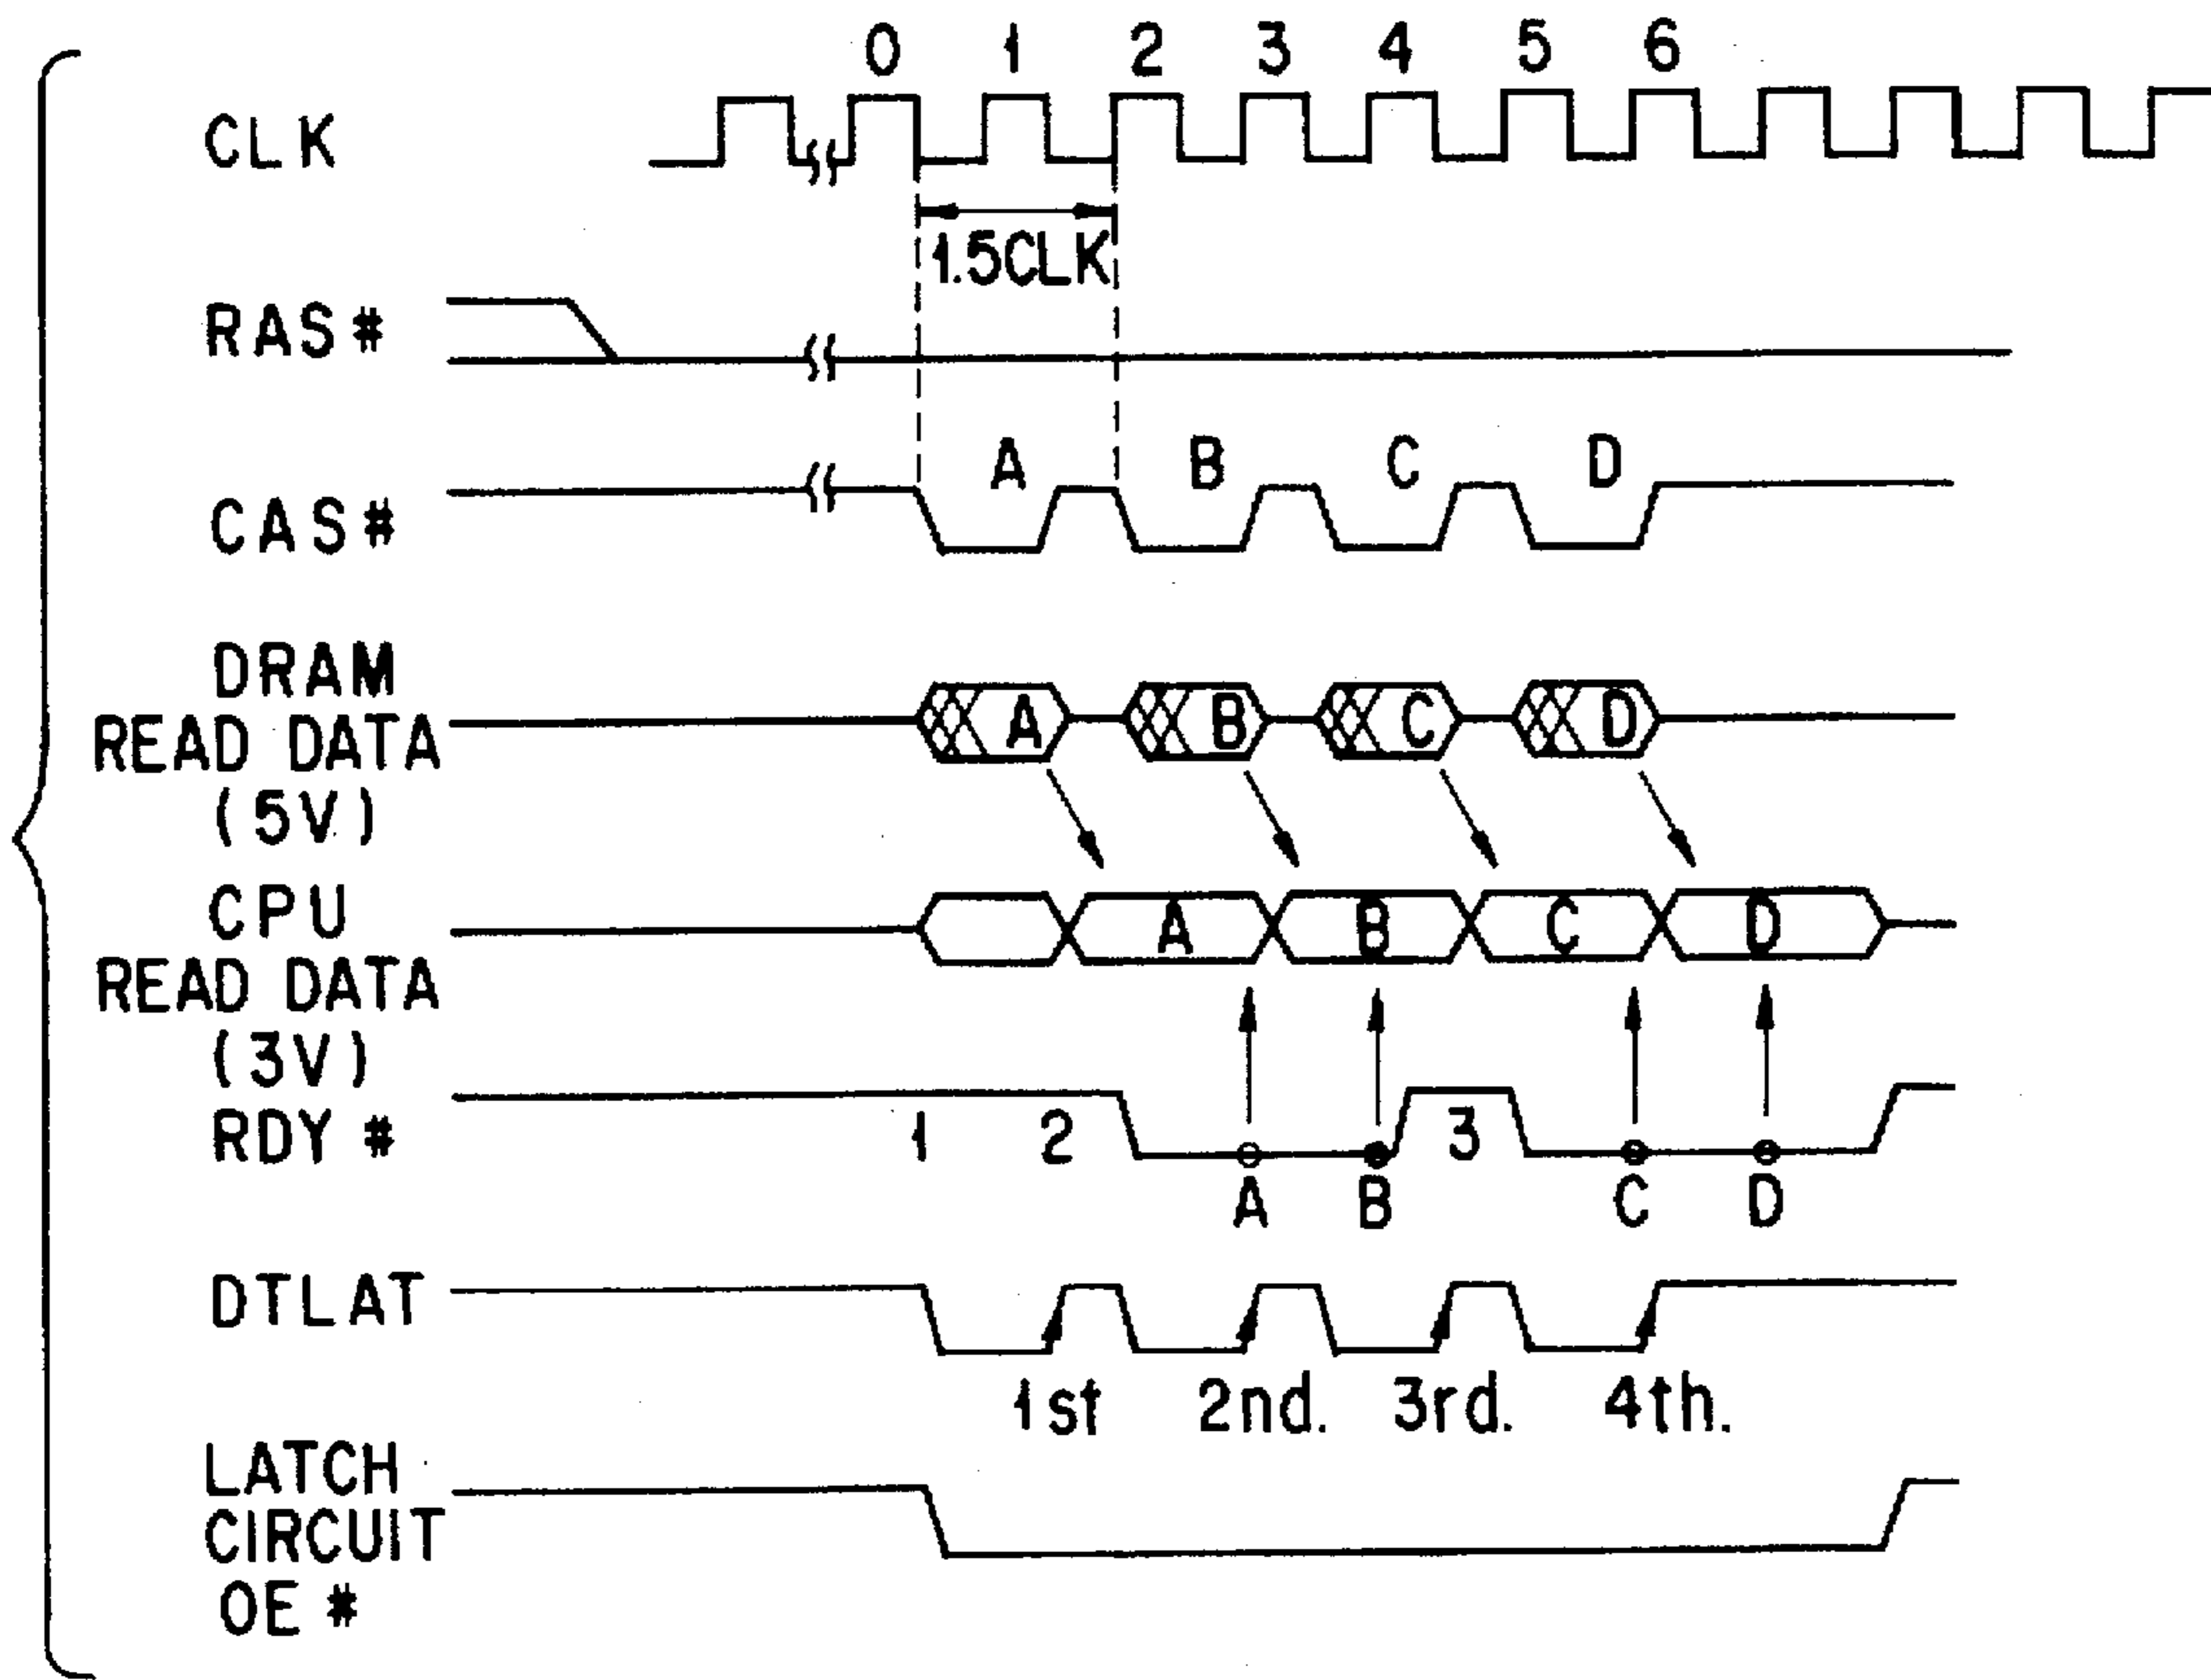 0 1 2 3 4 5 6
CLK
1.5CLK
RAS#
A B C D
CAS#
DRAM
READ DATA
(5V)
A B C D
CPU
READ DATA
(3V)
A B C D
RDY #
1 2 3
A B C D
DTLAT
1st 2nd. 3rd. 4th.
LATCH
CIRCUIT
OE #